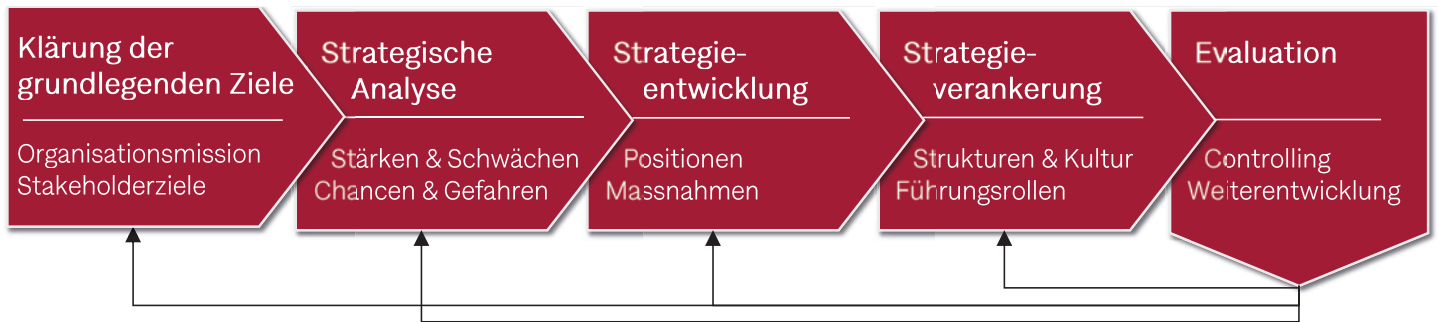 Klärung der
grundlegenden Ziele
Organisationsmission
Stakeholderziele
Strategische
Analyse
Stärken & Schwächen
Chancen & Gefahren
Strategie-
entwicklung
Positionen
Massnahmen
Strategie-
verankerung
Strukturen & Kultur
Führungsrollen
Evaluation
Controlling
Weiterentwicklung